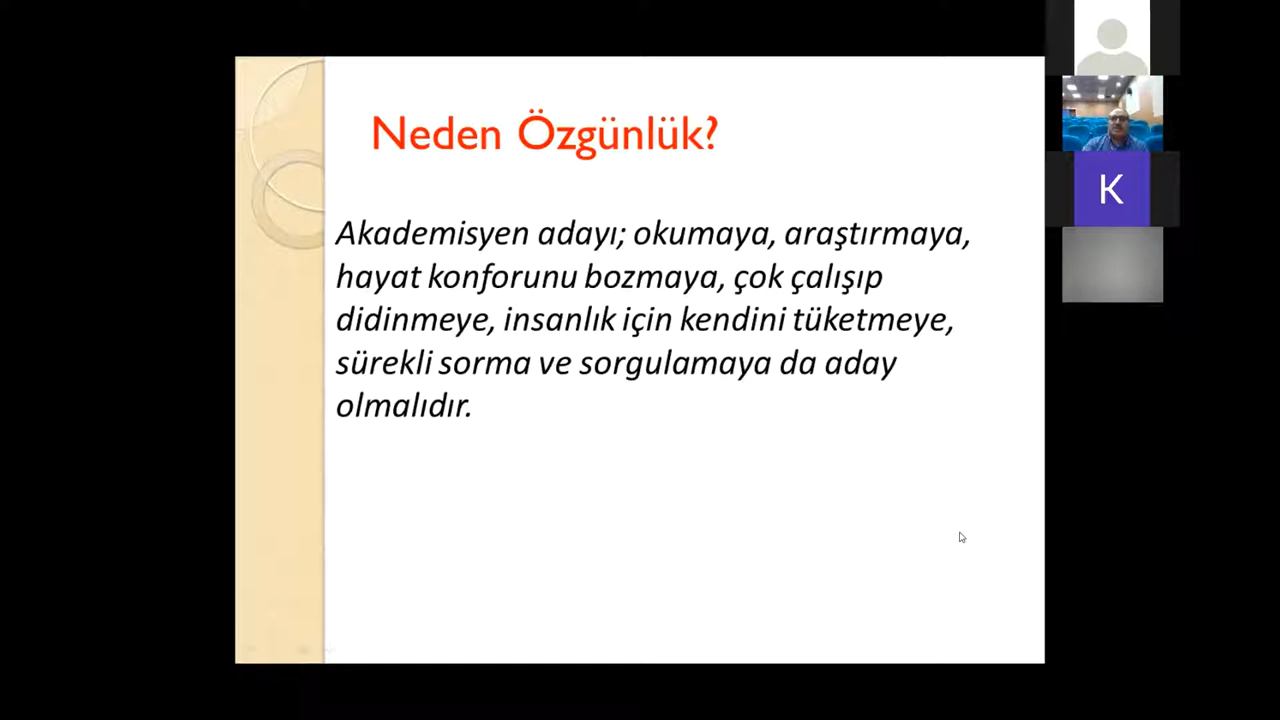 Neden Özgünlük?
Akademisyen adayı; okumaya, araştırmaya,
hayat konforunu bozmaya, çok çalışıp
didinmeye, insanlık için kendini tüketmeye,
sürekli sorma ve sorgulamaya da aday
olmalıdır.
K